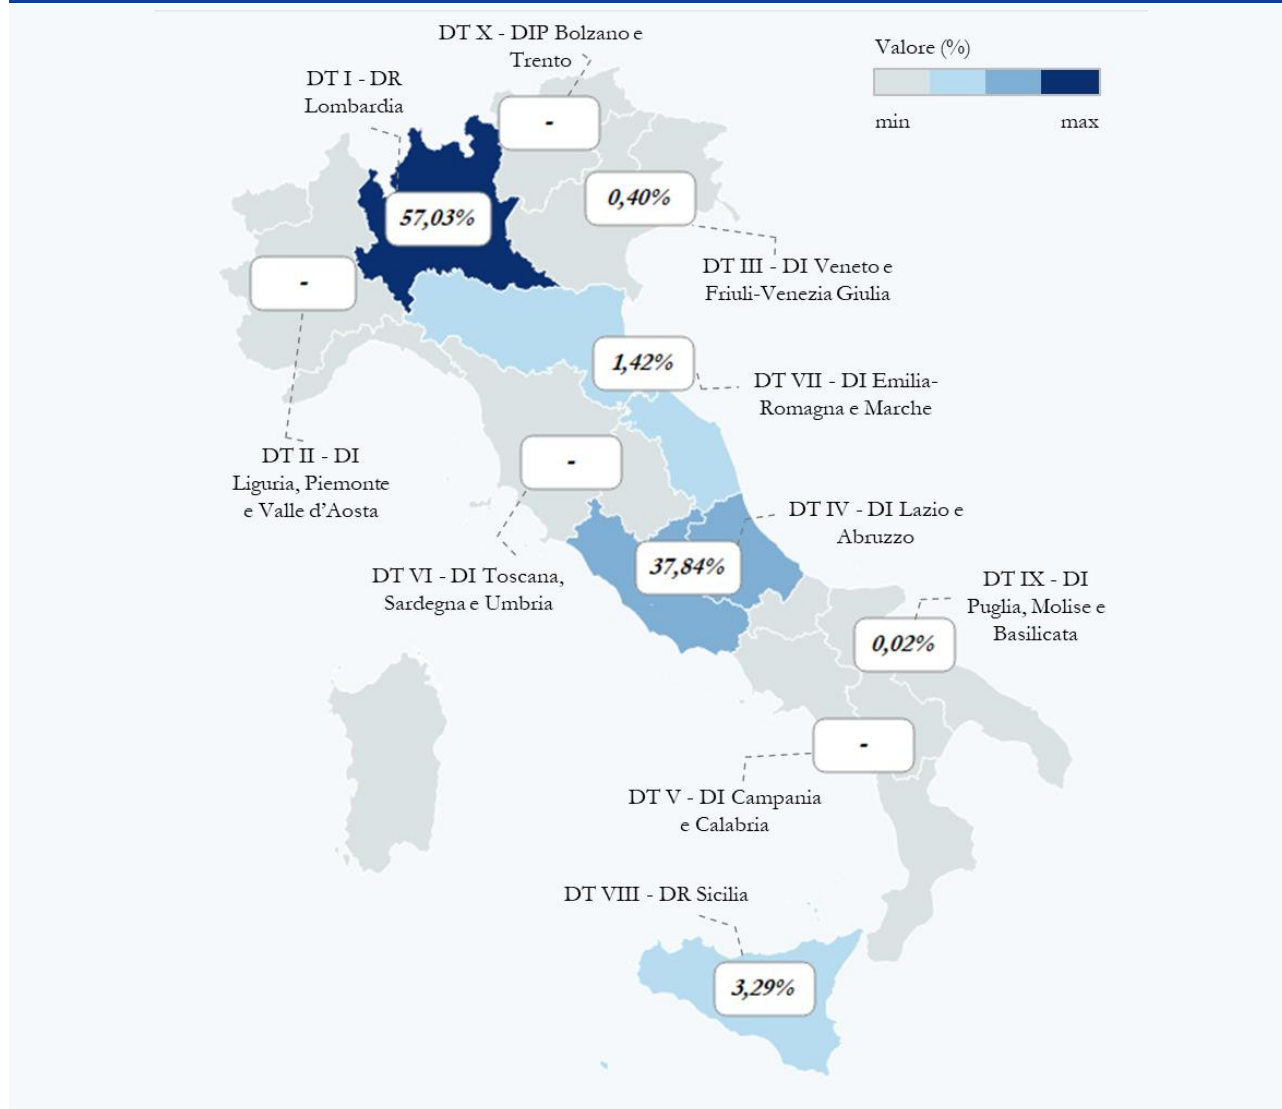 DT X - DIP Bolzano e
Trento
Valore (%)
min
max
DT I - DR
Lombardia
-
0,40%
57,03%
DT III - DI Veneto e
Friuli-Venezia Giulia
-
1,42%
DT VII - DI Emilia-
Romagna e Marche
DT II - DI
Liguria, Piemonte
e Valle d’Aosta
-
DT IV - DI Lazio e
Abruzzo
37,84%
DT VI - DI Toscana,
Sardegna e Umbria
DT IX - DI
Puglia, Molise e
Basilicata
0,02%
-
DT V - DI Campania
e Calabria
DT VIII - DR Sicilia
3,29%